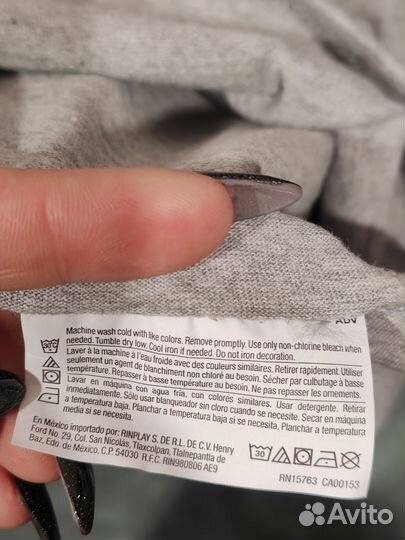 ADV
Machine wash cold with like colors. Remove promptly. Use only non-chlorine bleach when
needed. Tumble dry low. Cool iron if needed. Do not iron decoration.
Laver à la machine à l'eau froide avec des couleurs similaires. Retirer rapidement. Utiliser
seulement un agent de blanchiment non chloré au besoin. Sécher par culbutage à basse
température. Repasser à basse température au besoin. Ne pas repasser les ornements.
Lavar en máquina con agua fría, con colores similares. Usar detergente. Retirar
inmediatamente. Sólo usar blanqueador sin cloro cuando se necesite. Secar en máquina
a temperatura baja. Planchar a temperatura baja si se necesita. Planchar a temperatura
media si se necesita.
En México importado por: RINPLAY S. DE R.L. DE C.V. Henry
Ford No. 29, Col. San Nicolás, Tlaxcolpan, Tlalnepantla de
Baz, Edo. de México, C.P. 54030 R.F.C. RIN980806 AE9
30
30
RN15763 CA00153
Avito